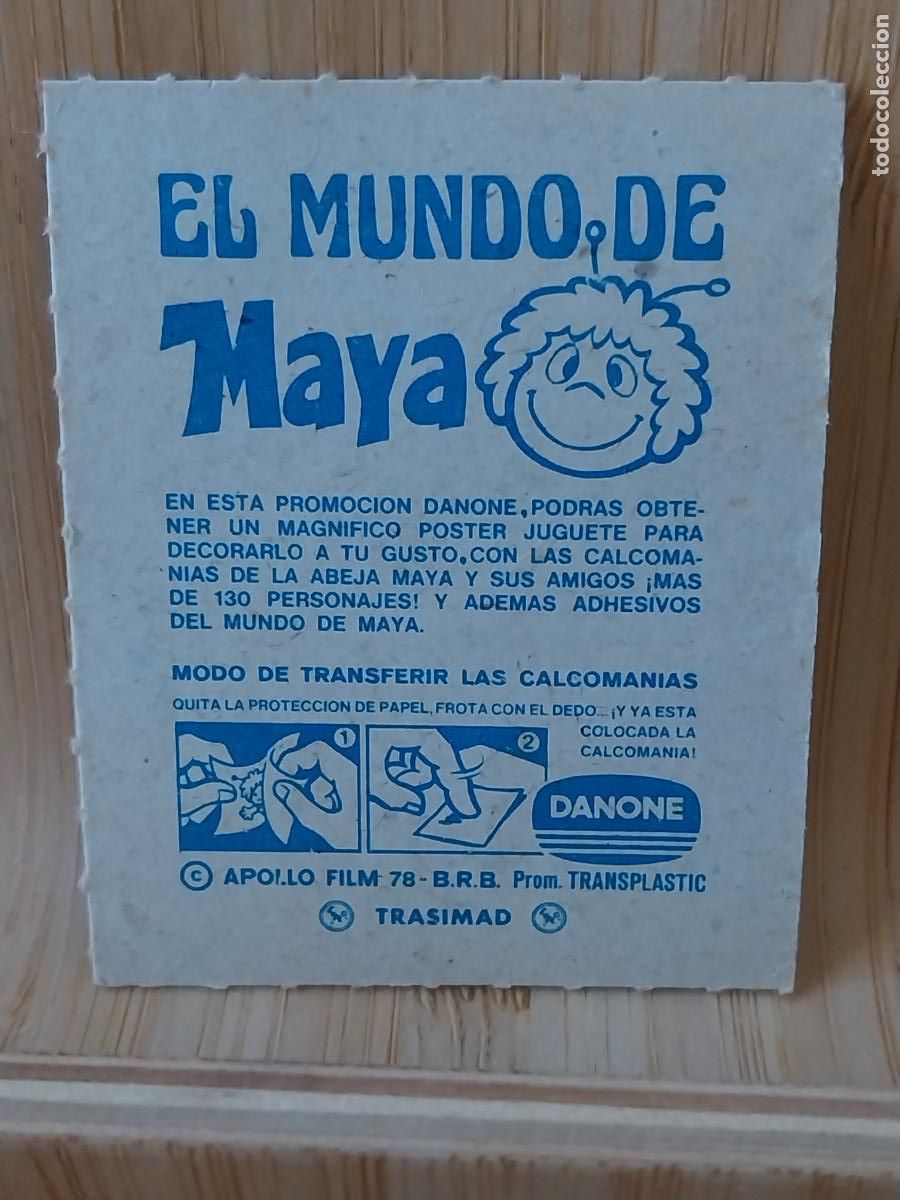 EL MUNDO DE
Maya
EN ESTA PROMOCION DANONE, PODRAS OBTE-
NER UN MAGNIFICO POSTER JUGUETE PARA
DECORARLO A TU GUSTO, CON LAS CALCOMA-
NIAS DE LA ABEJA MAYA Y SUS AMIGOS ¡MAS
DE 130 PERSONAJES! Y ADEMAS ADHESIVOS
DEL MUNDO DE MAYA.
MODO DE TRANSFERIR LAS CALCOMANIAS
QUITA LA PROTECCION DE PAPEL, FROTA CON EL DEDO... ¡Y YA ESTA
COLOCADA LA
CALCOMANIA!
1
2
DANONE
© APOLLO FILM 78 - B.R.B. Prom. TRANSPLASTIC
TRASIMAD
todocoleccion